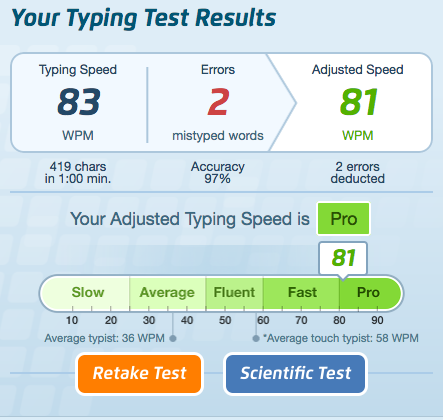 Your Typing Test Results
Typing Speed Errors Adjusted Speed
83 2 81
WPM mistyped words WPM
419 chars Accuracy 2 errors
in 1:00 min. 97% deducted
Your Adjusted Typing Speed is Pro
81
Slow Average Fluent Fast Pro
10 20 30 40 50 60 70 80 90
Average typist: 36 WPM *Average touch typist: 58 WPM
Retake Test Scientific Test